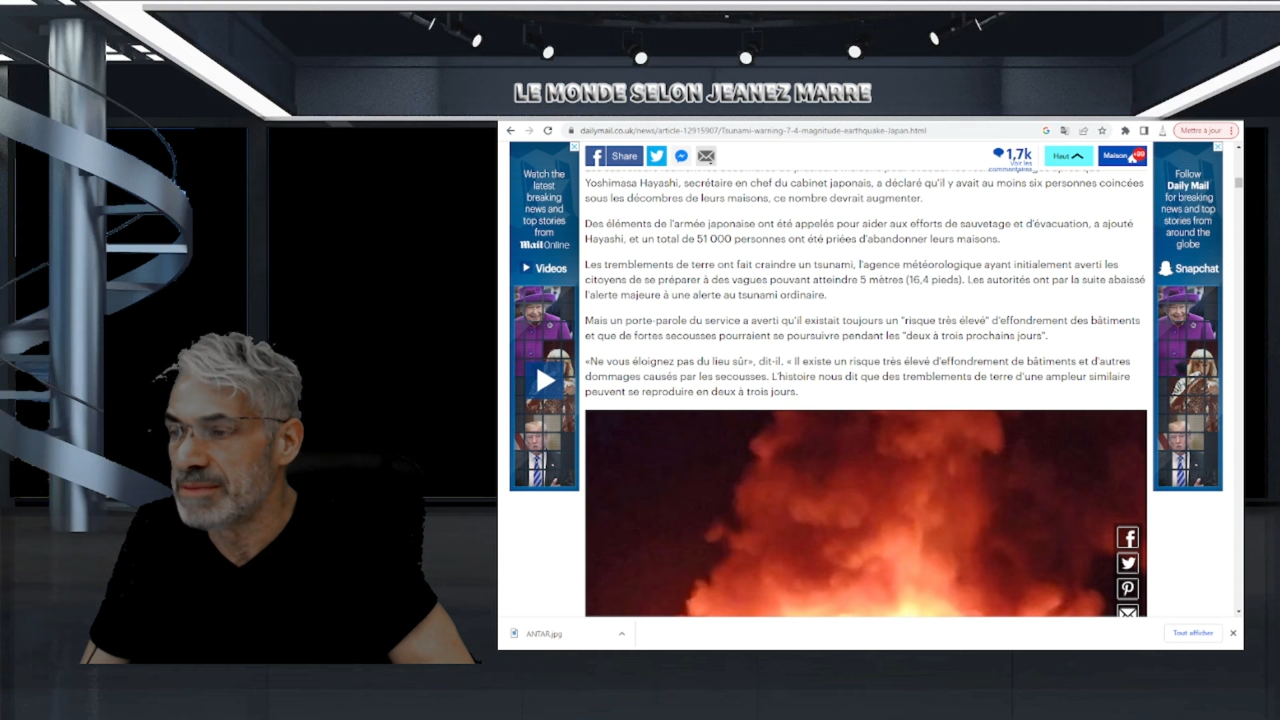 LE MONDE SELON JEANEZ MARRE
dailymail.co.uk/news/article-12915907/Tsunami-warning-7-4-magnitude-earthquake-Japan.html
Mettre à jour
Share
1,7k
Voir les
commentaires
Haut
Maison
+99
Watch the
latest
breaking
news and
top stories
from
Mail Online
Videos
Yoshimasa Hayashi, secrétaire en chef du cabinet japonais, a déclaré qu'il y avait au moins six personnes coincées
sous les décombres de leurs maisons, ce nombre devrait augmenter.
Des éléments de l'armée japonaise ont été appelés pour aider aux efforts de sauvetage et d'évacuation, a ajouté
Hayashi, et un total de 51 000 personnes ont été priées d'abandonner leurs maisons.
Les tremblements de terre ont fait craindre un tsunami, l'agence météorologique ayant initialement averti les
citoyens de se préparer à des vagues pouvant atteindre 5 mètres (16,4 pieds). Les autorités ont par la suite abaissé
l'alerte majeure à une alerte au tsunami ordinaire.
Mais un porte-parole du service a averti qu'il existait toujours un "risque très élevé" d'effondrement des bâtiments
et que de fortes secousses pourraient se poursuivre pendant les "deux à trois prochains jours".
«Ne vous éloignez pas du lieu sûr», dit-il. « Il existe un risque très élevé d'effondrement de bâtiments et d'autres
dommages causés par les secousses. L'histoire nous dit que des tremblements de terre d'une ampleur similaire
peuvent se reproduire en deux à trois jours.
Follow
Daily Mail
for breaking
news and top
stories from
around the
globe
Snapchat
ANTAR.jpg
Tout afficher